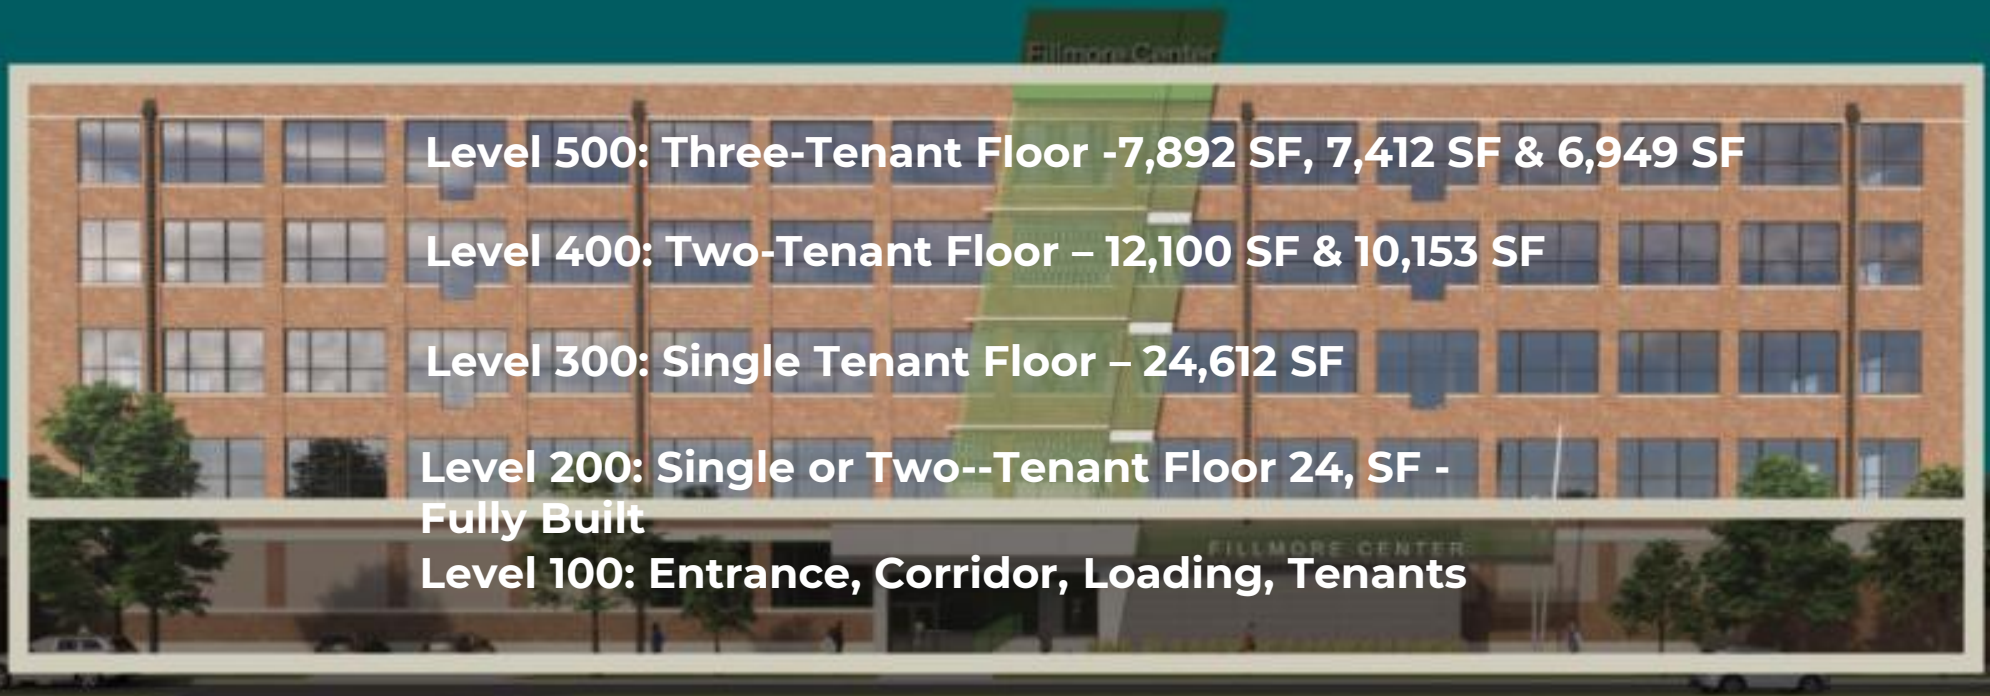 Fillmore Center
Level 500: Three-Tenant Floor -7,892 SF, 7,412 SF & 6,949 SF
Level 400: Two-Tenant Floor – 12,100 SF & 10,153 SF
Level 300: Single Tenant Floor – 24,612 SF
Level 200: Single or Two--Tenant Floor 24, SF -
Fully Built
FILLMORE CENTER
Level 100: Entrance, Corridor, Loading, Tenants